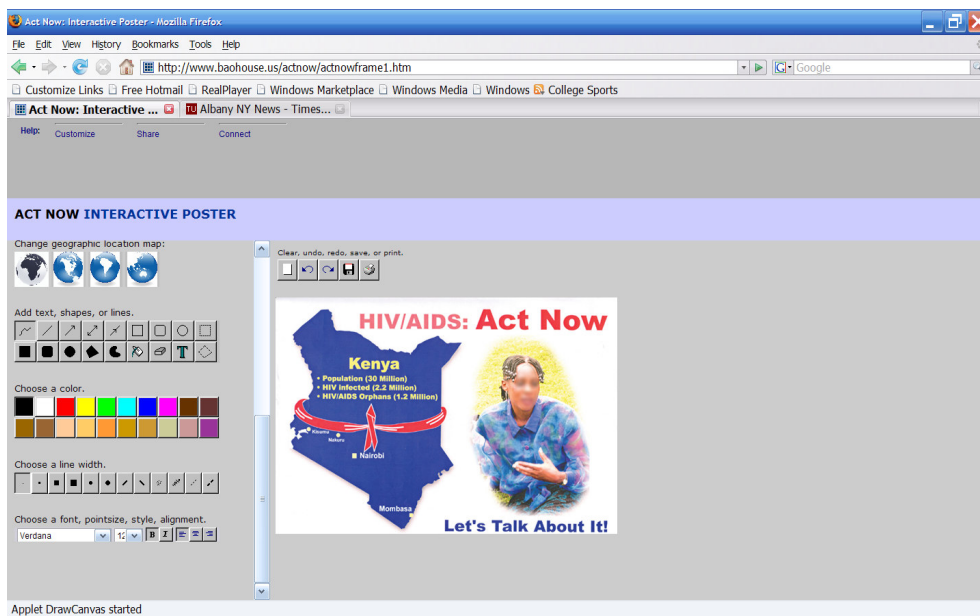 Act Now: Interactive Poster - Mozilla Firefox
File Edit View History Bookmarks Tools Help
http://www.baohouse.us/actnow/actnowframe1.htm
G Google
Customize Links Free Hotmail RealPlayer Windows Marketplace Windows Media Windows College Sports
Act Now: Interactive ... TU Albany NY News - Times...
Help: Customize Share Connect
ACT NOW INTERACTIVE POSTER
Change geographic location map:
Clear, undo, redo, save, or print.
Add text, shapes, or lines.
T
Choose a color.
Choose a line width.
Choose a font, pointsize, style, alignment.
Verdana 12 B I
HIV/AIDS: Act Now
Kenya
• Population (30 Million)
• HIV Infected (2.2 Million)
• HIV/AIDS Orphans (1.2 Million)
Kisumu
Nakuru
Nairobi
Mombasa
Let's Talk About It!
Applet DrawCanvas started